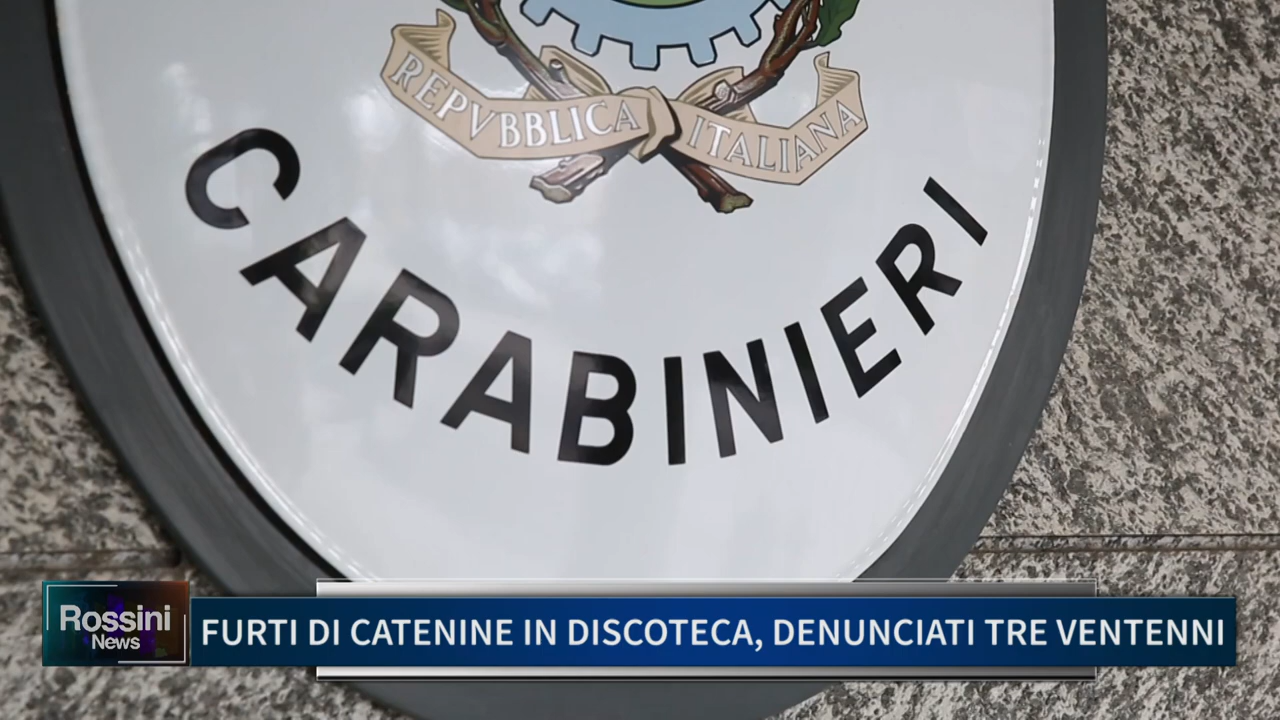 REPVBBLICA ITALIANA
CARABINIERI
Rossini
News
FURTI DI CATENINE IN DISCOTECA, DENUNCIATI TRE VENTENNI